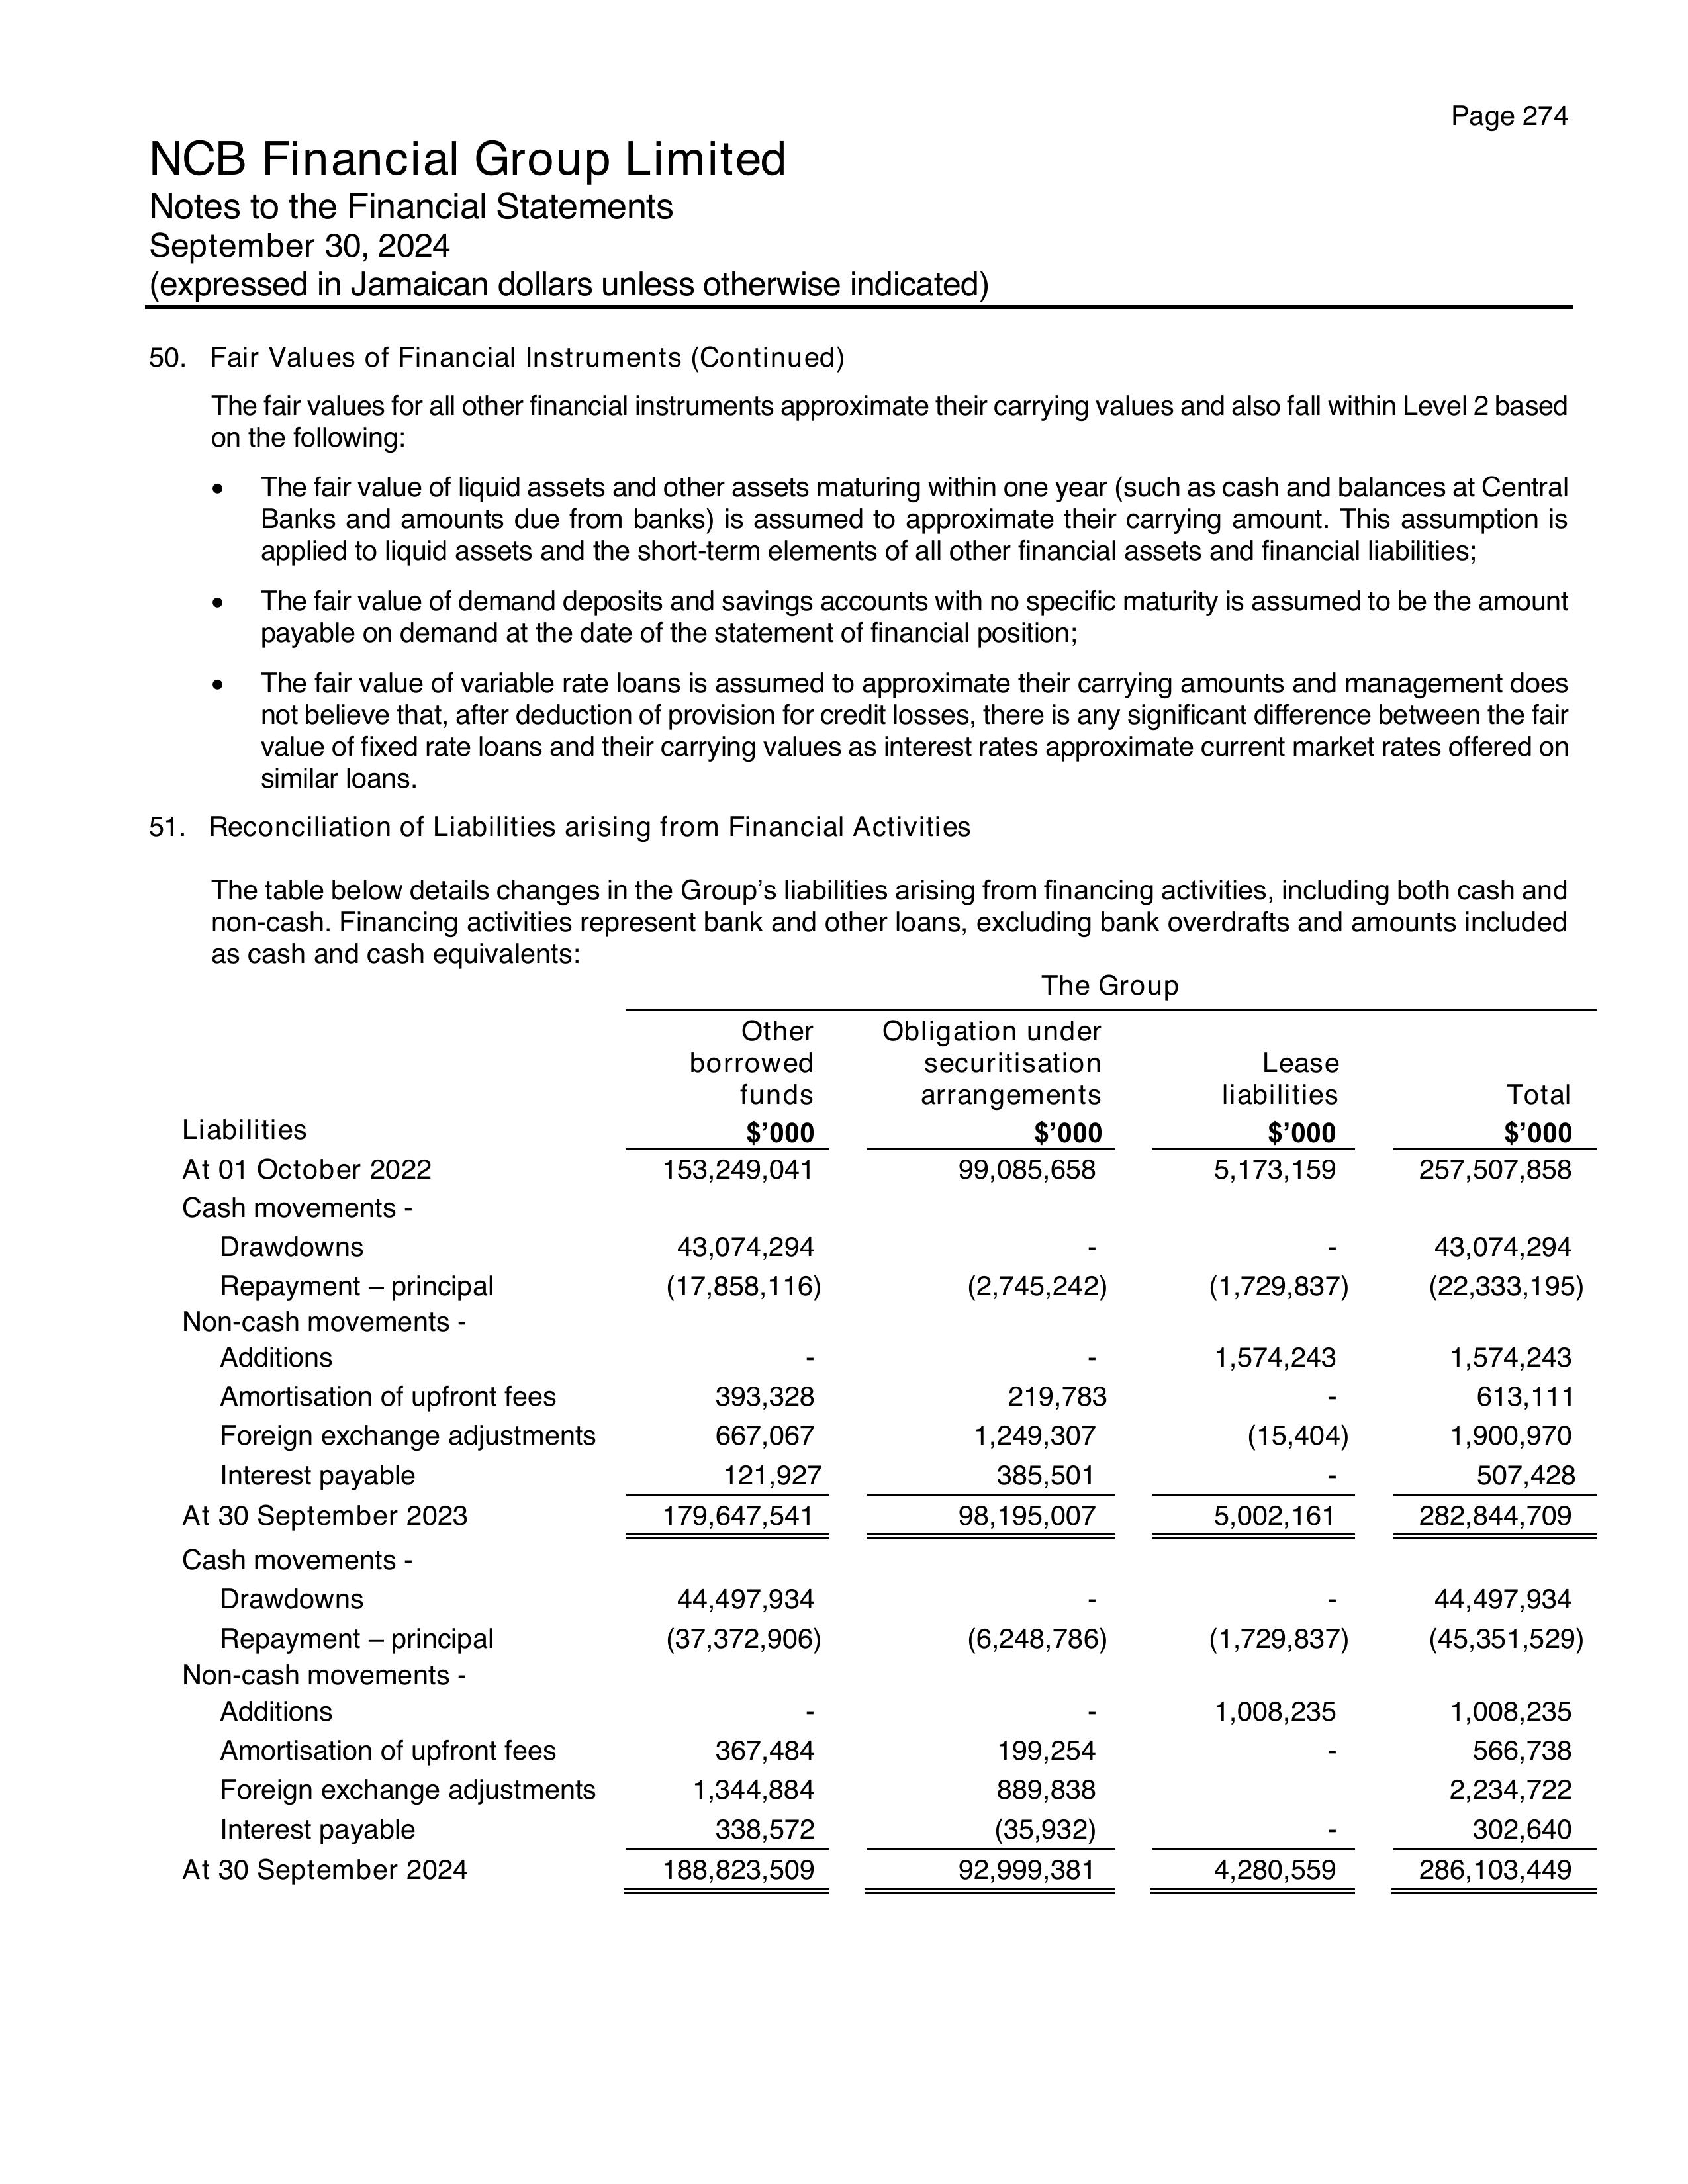 Page 274
NCB Financial Group Limited
Notes to the Financial Statements
September 30, 2024
(expressed in Jamaican dollars unless otherwise indicated)
50. Fair Values of Financial Instruments (Continued)
The fair values for all other financial instruments approximate their carrying values and also fall within Level 2 based
on the following:
• The fair value of liquid assets and other assets maturing within one year (such as cash and balances at Central
Banks and amounts due from banks) is assumed to approximate their carrying amount. This assumption is
applied to liquid assets and the short-term elements of all other financial assets and financial liabilities;
• The fair value of demand deposits and savings accounts with no specific maturity is assumed to be the amount
payable on demand at the date of the statement of financial position;
• The fair value of variable rate loans is assumed to approximate their carrying amounts and management does
not believe that, after deduction of provision for credit losses, there is any significant difference between the fair
value of fixed rate loans and their carrying values as interest rates approximate current market rates offered on
similar loans.
51. Reconciliation of Liabilities arising from Financial Activities
The table below details changes in the Group’s liabilities arising from financing activities, including both cash and
non-cash. Financing activities represent bank and other loans, excluding bank overdrafts and amounts included
as cash and cash equivalents:
The Group
Other Obligation under
borrowed securitisation Lease
funds arrangements liabilities Total
Liabilities $’000 $’000 $’000 $’000
At 01 October 2022 153,249,041 99,085,658 5,173,159 257,507,858
Cash movements -
Drawdowns 43,074,294 - - 43,074,294
Repayment – principal (17,858,116) (2,745,242) (1,729,837) (22,333,195)
Non-cash movements -
Additions - - 1,574,243 1,574,243
Amortisation of upfront fees 393,328 219,783 - 613,111
Foreign exchange adjustments 667,067 1,249,307 (15,404) 1,900,970
Interest payable 121,927 385,501 - 507,428
At 30 September 2023 179,647,541 98,195,007 5,002,161 282,844,709
Cash movements -
Drawdowns 44,497,934 - - 44,497,934
Repayment – principal (37,372,906) (6,248,786) (1,729,837) (45,351,529)
Non-cash movements -
Additions - - 1,008,235 1,008,235
Amortisation of upfront fees 367,484 199,254 - 566,738
Foreign exchange adjustments 1,344,884 889,838 2,234,722
Interest payable 338,572 (35,932) - 302,640
At 30 September 2024 188,823,509 92,999,381 4,280,559 286,103,449